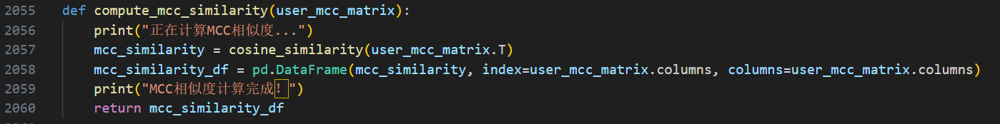 2055 def compute_mcc_similarity(user_mcc_matrix):
2056 print("正在计算MCC相似度...")
2057 mcc_similarity = cosine_similarity(user_mcc_matrix.T)
2058 mcc_similarity_df = pd.DataFrame(mcc_similarity, index=user_mcc_matrix.columns, columns=user_mcc_matrix.columns)
2059 print("MCC相似度计算完成！")
2060 return mcc_similarity_df